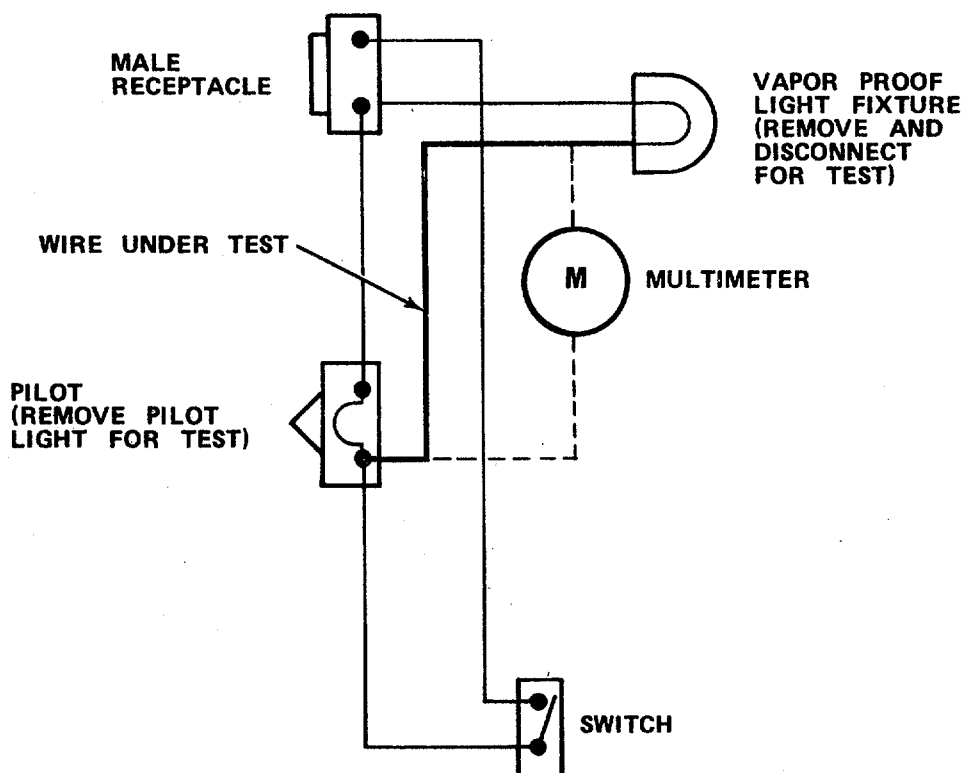 MALE
RECEPTACLE
VAPOR PROOF
LIGHT FIXTURE
(REMOVE AND
DISCONNECT
FOR TEST)
WIRE UNDER TEST
M
MULTIMETER
PILOT
(REMOVE PILOT
LIGHT FOR TEST)
SWITCH